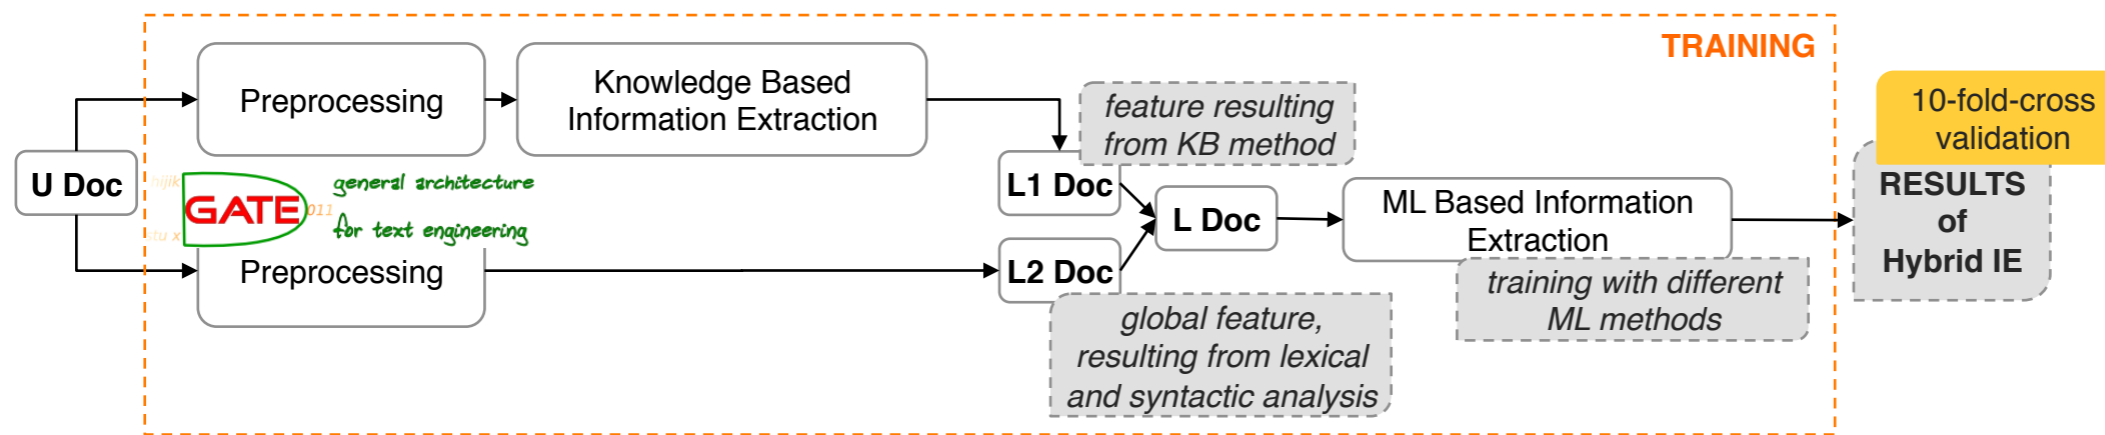 TRAINING
Preprocessing
Knowledge Based
Information Extraction
feature resulting
from KB method
10-fold-cross
validation
U Doc
GATE
general architecture
for text engineering
L1 Doc
L Doc
ML Based Information
Extraction
RESULTS
of
Hybrid IE
Preprocessing
L2 Doc
training with different
ML methods
global feature,
resulting from lexical
and syntactic analysis